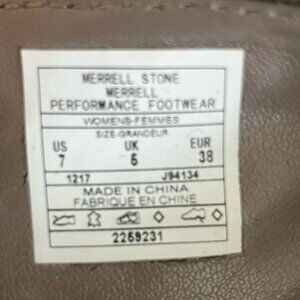 MERRELL STONE
MERRELL
PERFORMANCE FOOTWEAR
WOMENS-FEMMES
SIZE-GRANDEUR
US UK EUR
7 5 38
1217 J94134
MADE IN CHINA
FABRIQUE EN CHINE
2259231